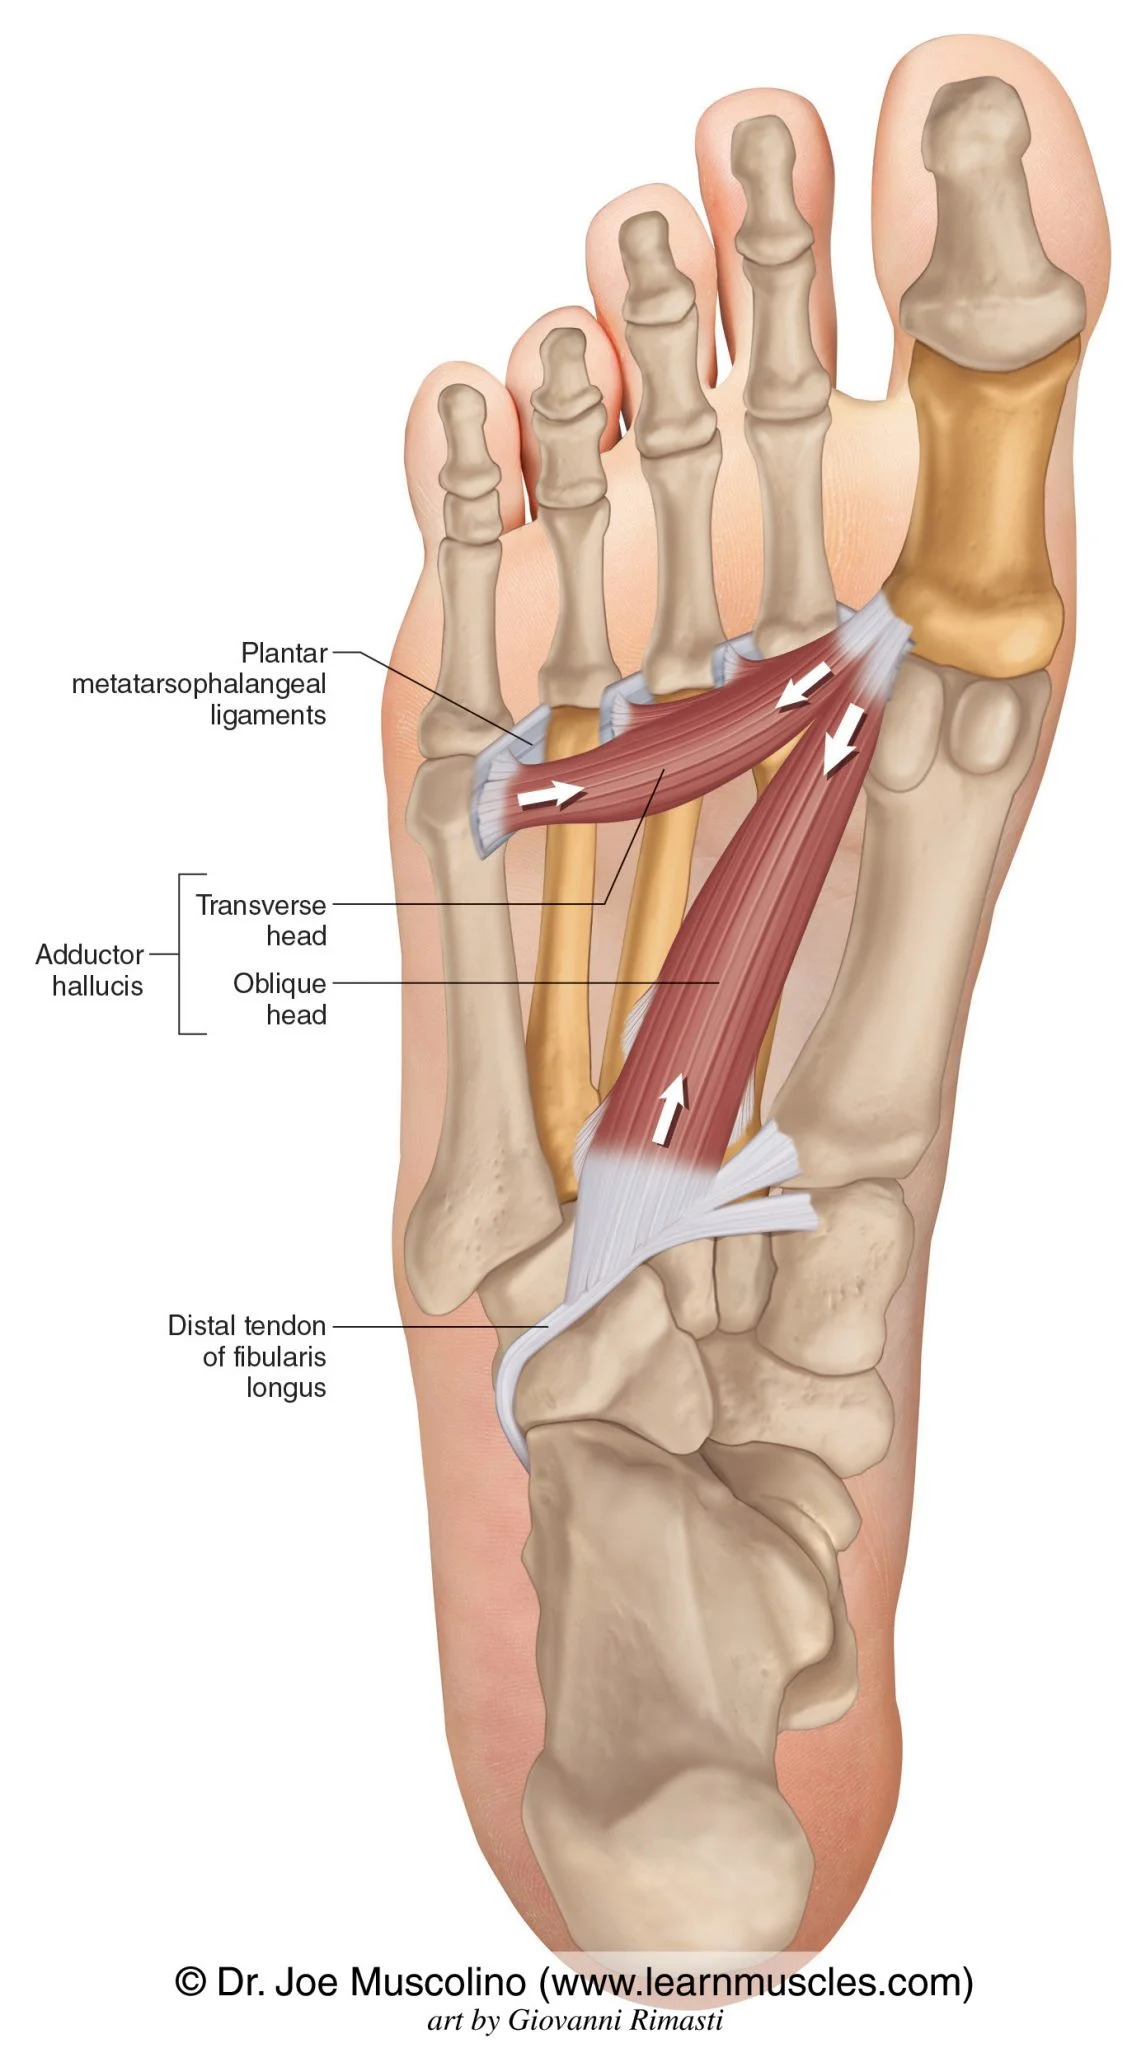 Plantar
metatarsophalangeal
ligaments
Transverse
head
Adductor
hallucis
Oblique
head
Distal tendon
of fibularis
longus
© Dr. Joe Muscolino (www.learnmuscles.com)
art by Giovanni Rimasti